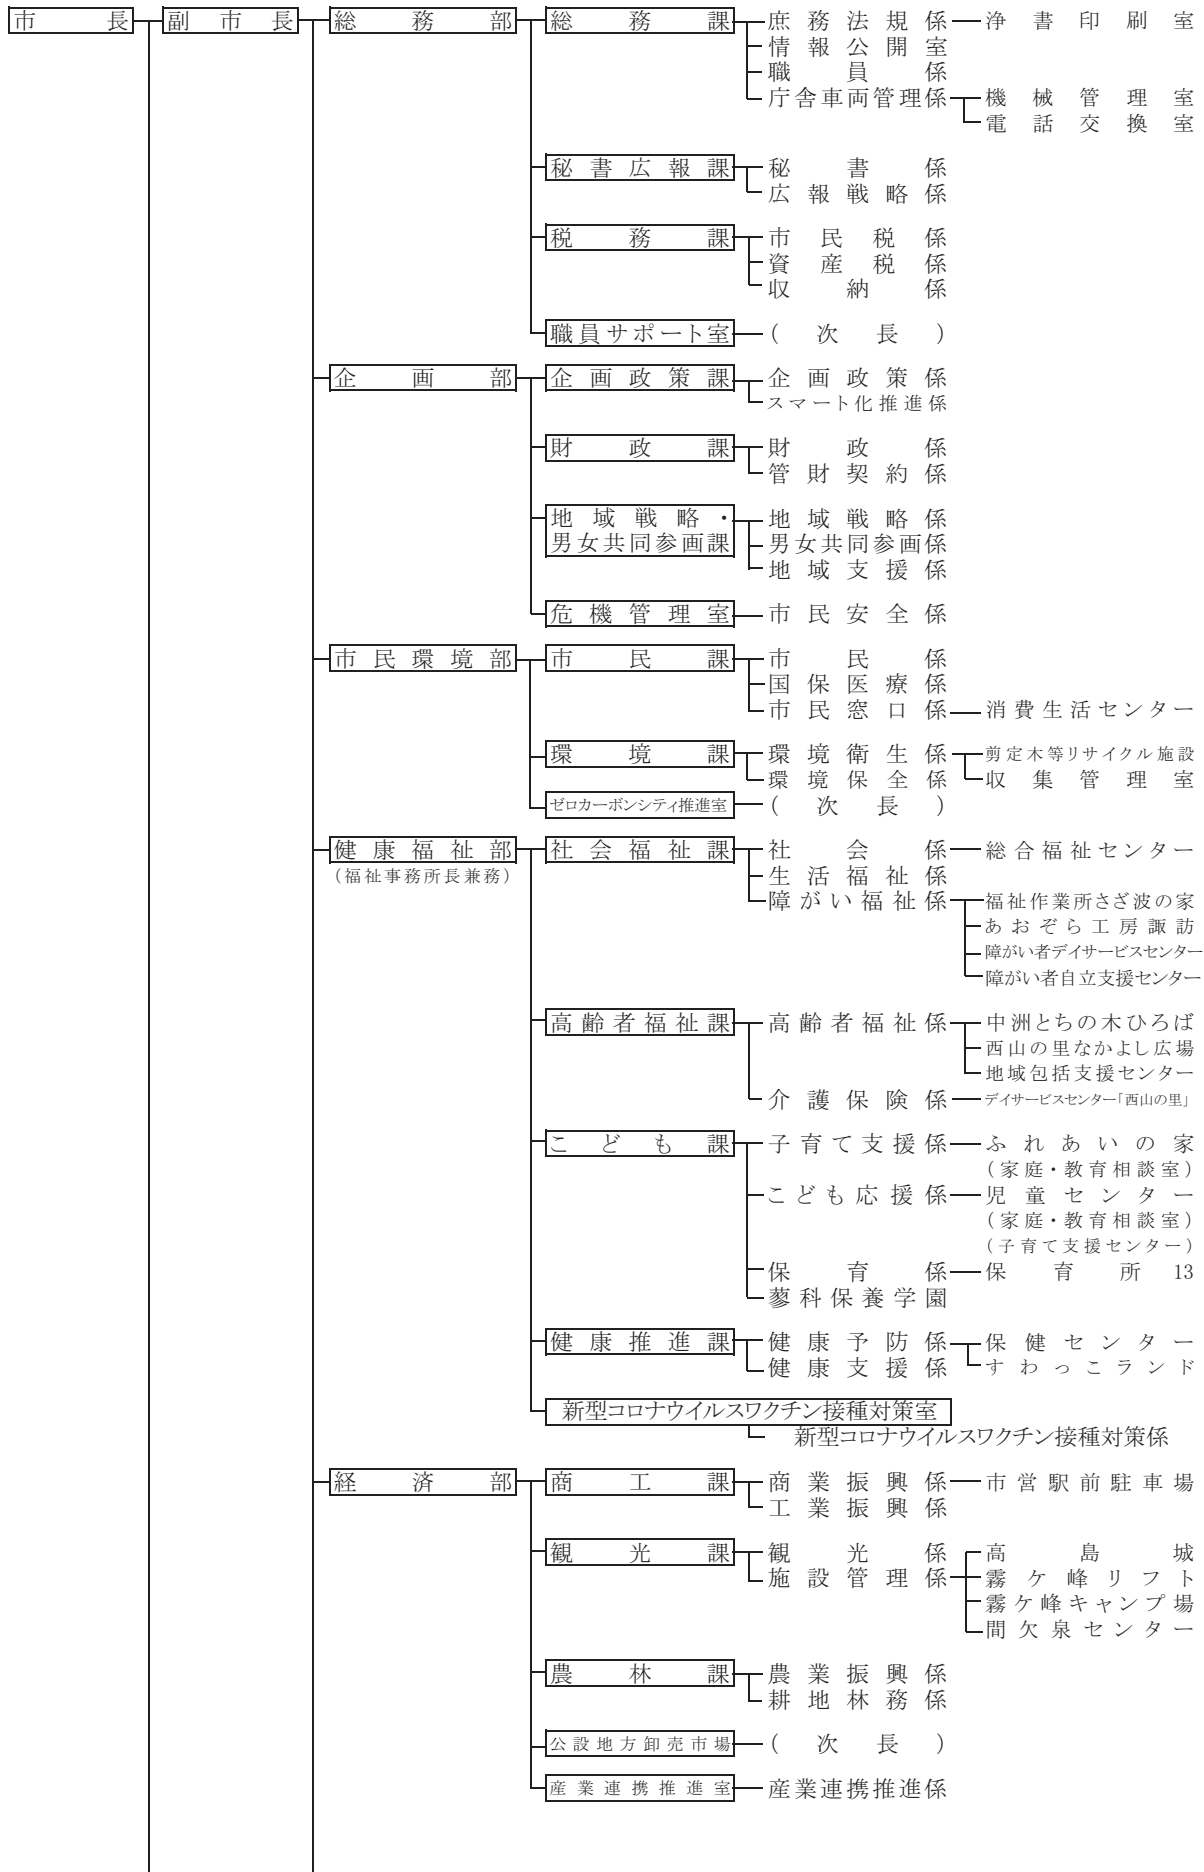 市長 副市長 総務部 総務課 庶務法規係 浄書印刷室
情報公開室
職員係
庁舎車両管理係 機械管理室
電話交換室
秘書広報課 秘書係
広報戦略係
税務課 市民税係
資産税係
収納係
職員サポート室 (次長)
企画部 企画政策課 企画政策係
スマート化推進係
財政課 財政係
管財契約係
地域戦略・ 地域戦略係
男女共同参画課 男女共同参画係
地域支援係
危機管理室 市民安全係
市民環境部 市民課 市民係
国保医療係
市民窓口係 消費生活センター
環境課 環境衛生係 剪定木等リサイクル施設
環境保全係 収集管理室
ゼロカーボンシティ推進室 (次長)
健康福祉部 社会福祉課 社会係 総合福祉センター
(福祉事務所長兼務) 生活福祉係
障がい福祉係 福祉作業所さざ波の家
あおぞら工房諏訪
障がい者デイサービスセンター
障がい者自立支援センター
高齢者福祉課 高齢者福祉係 中洲とちの木ひろば
西山の里なかよし広場
地域包括支援センター
介護保険係 デイサービスセンター「西山の里」
こども課 子育て支援係 ふれあいの家
(家庭・教育相談室)
こども応援係 児童センター
(家庭・教育相談室)
(子育て支援センター)
保育係 保育所13
蓼科保養学園
健康推進課 健康予防係 保健センター
健康支援係 すわっこランド
新型コロナウイルスワクチン接種対策室
新型コロナウイルスワクチン接種対策係
経済部 商工課 商業振興係 市営駅前駐車場
工業振興係
観光課 観光係 高島城
施設管理係 霧ケ峰リフト
霧ケ峰キャンプ場
間欠泉センター
農林課 農業振興係
耕地林務係
公設地方卸売市場 (次長)
産業連携推進室 産業連携推進係